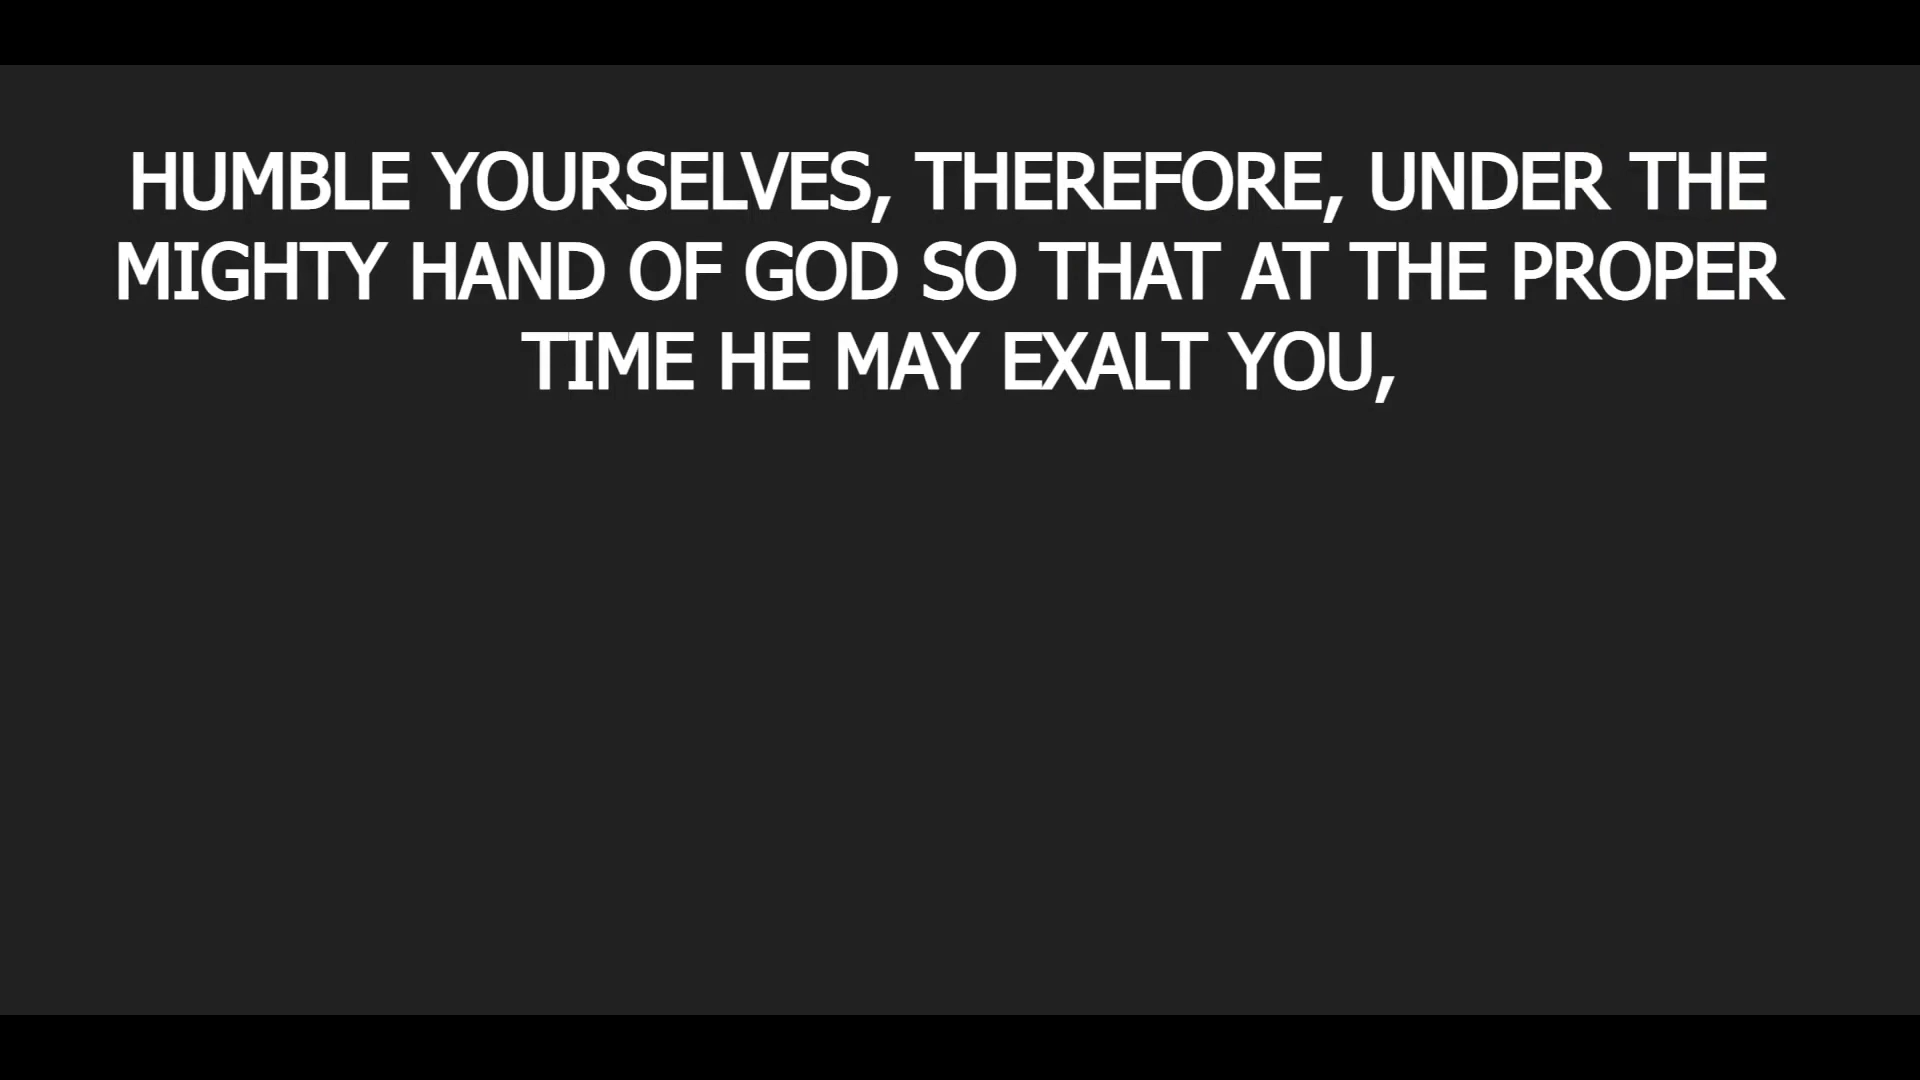 HUMBLE YOURSELVES, THEREFORE, UNDER THE
MIGHTY HAND OF GOD SO THAT AT THE PROPER
TIME HE MAY EXALT YOU,